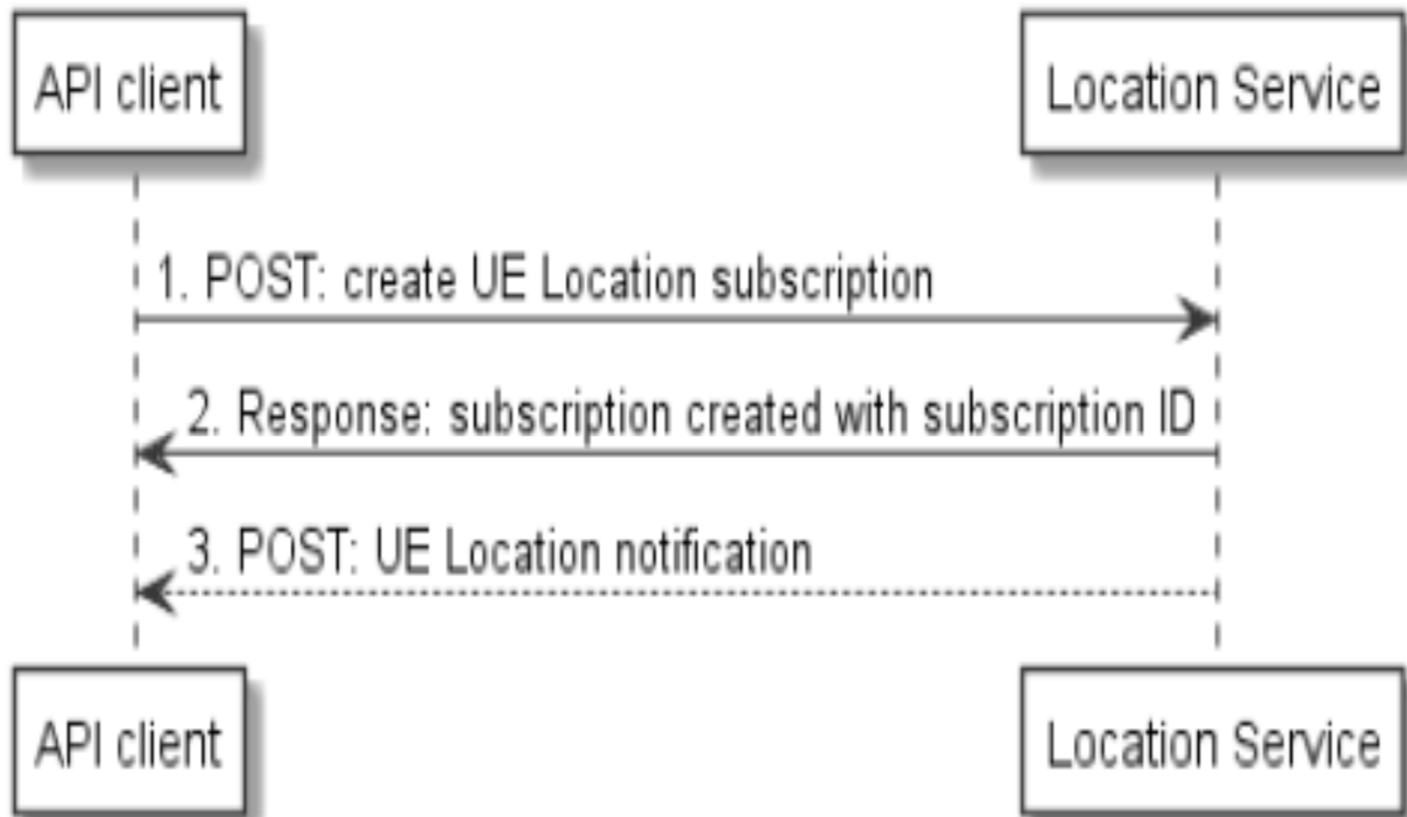 API client
Location Service
1. POST: create UE Location subscription
2. Response: subscription created with subscription ID
3. POST: UE Location notification
API client
Location Service